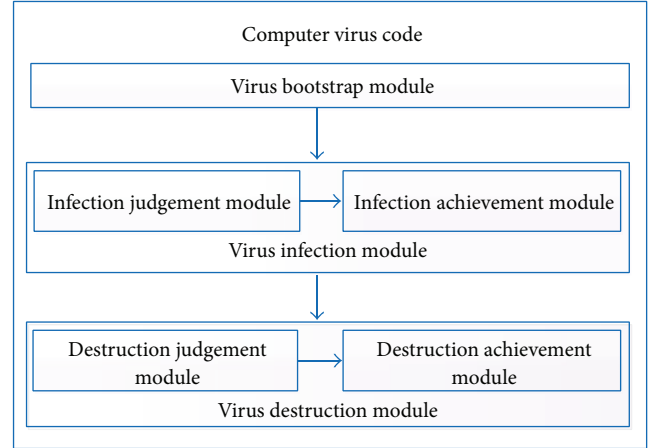 Computer virus code
Virus bootstrap module
Infection judgement module
Infection achievement module
Virus infection module
Destruction judgement
module
Destruction achievement
module
Virus destruction module